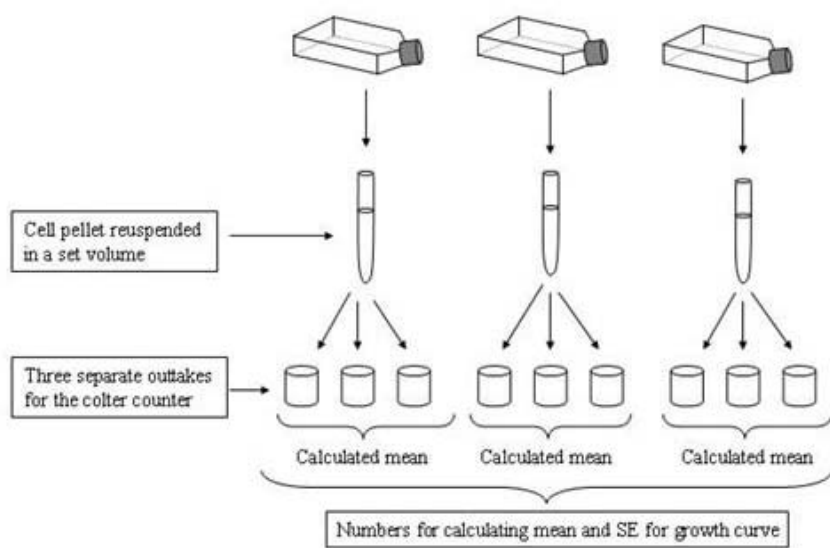 Cell pellet reuspended
in a set volume
Three separate outtakes
for the colter counter
Calculated mean
Calculated mean
Calculated mean
Numbers for calculating mean and SE for growth curve